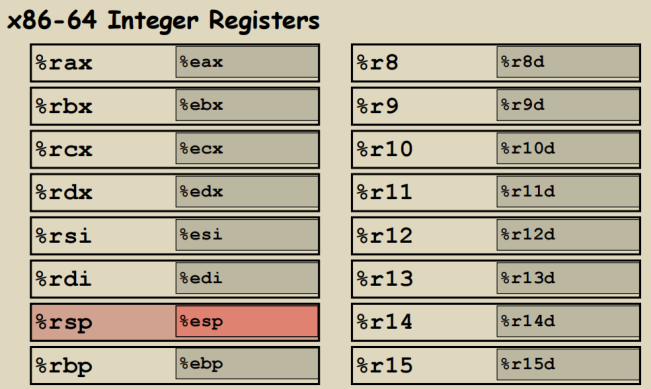 x86-64 Integer Registers
%rax %eax %r8 %r8d
%rbx %ebx %r9 %r9d
%rcx %ecx %r10 %r10d
%rdx %edx %r11 %r11d
%rsi %esi %r12 %r12d
%rdi %edi %r13 %r13d
%rsp %esp %r14 %r14d
%rbp %ebp %r15 %r15d